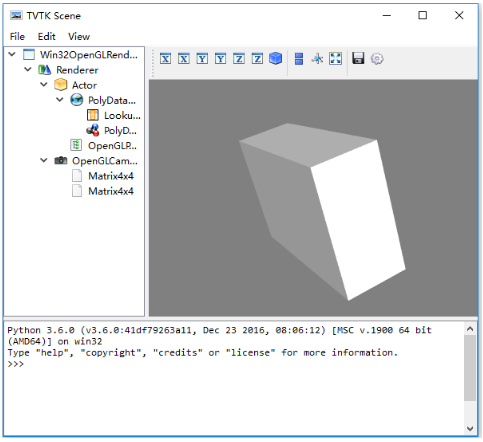 TVTK Scene
File Edit View
Win32OpenGLRend...
Renderer
Actor
PolyData...
Looku...
PolyD...
OpenGLP...
OpenGLCam...
Matrix4x4
Matrix4x4
X X Y Y Z Z
Python 3.6.0 (v3.6.0:41df79263a11, Dec 23 2016, 08:06:12) [MSC v.1900 64 bit
(AMD64)] on win32
Type "help", "copyright", "credits" or "license" for more information.
>>>